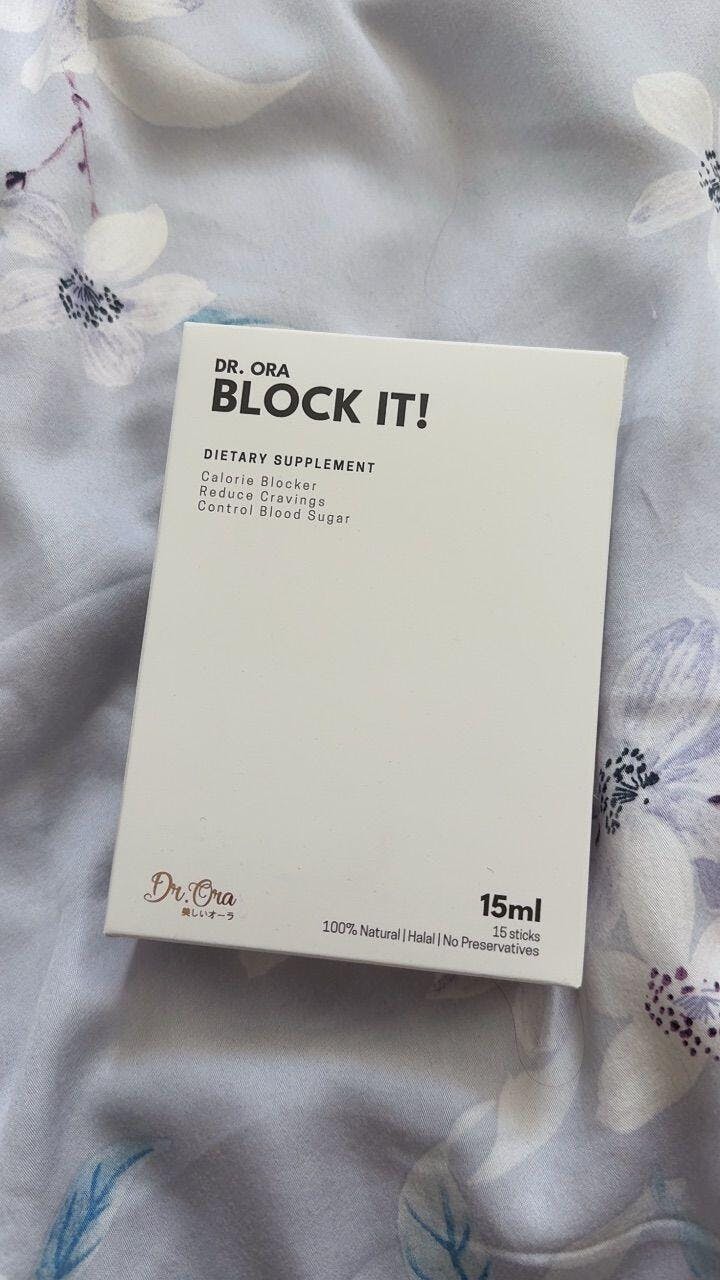 DR. ORA
BLOCK IT!
DIETARY SUPPLEMENT
Calorie Blocker
Reduce Cravings
Control Blood Sugar
Dr. Ora
美しいオーラ
15ml
15 sticks
100% Natural | Halal | No Preservatives